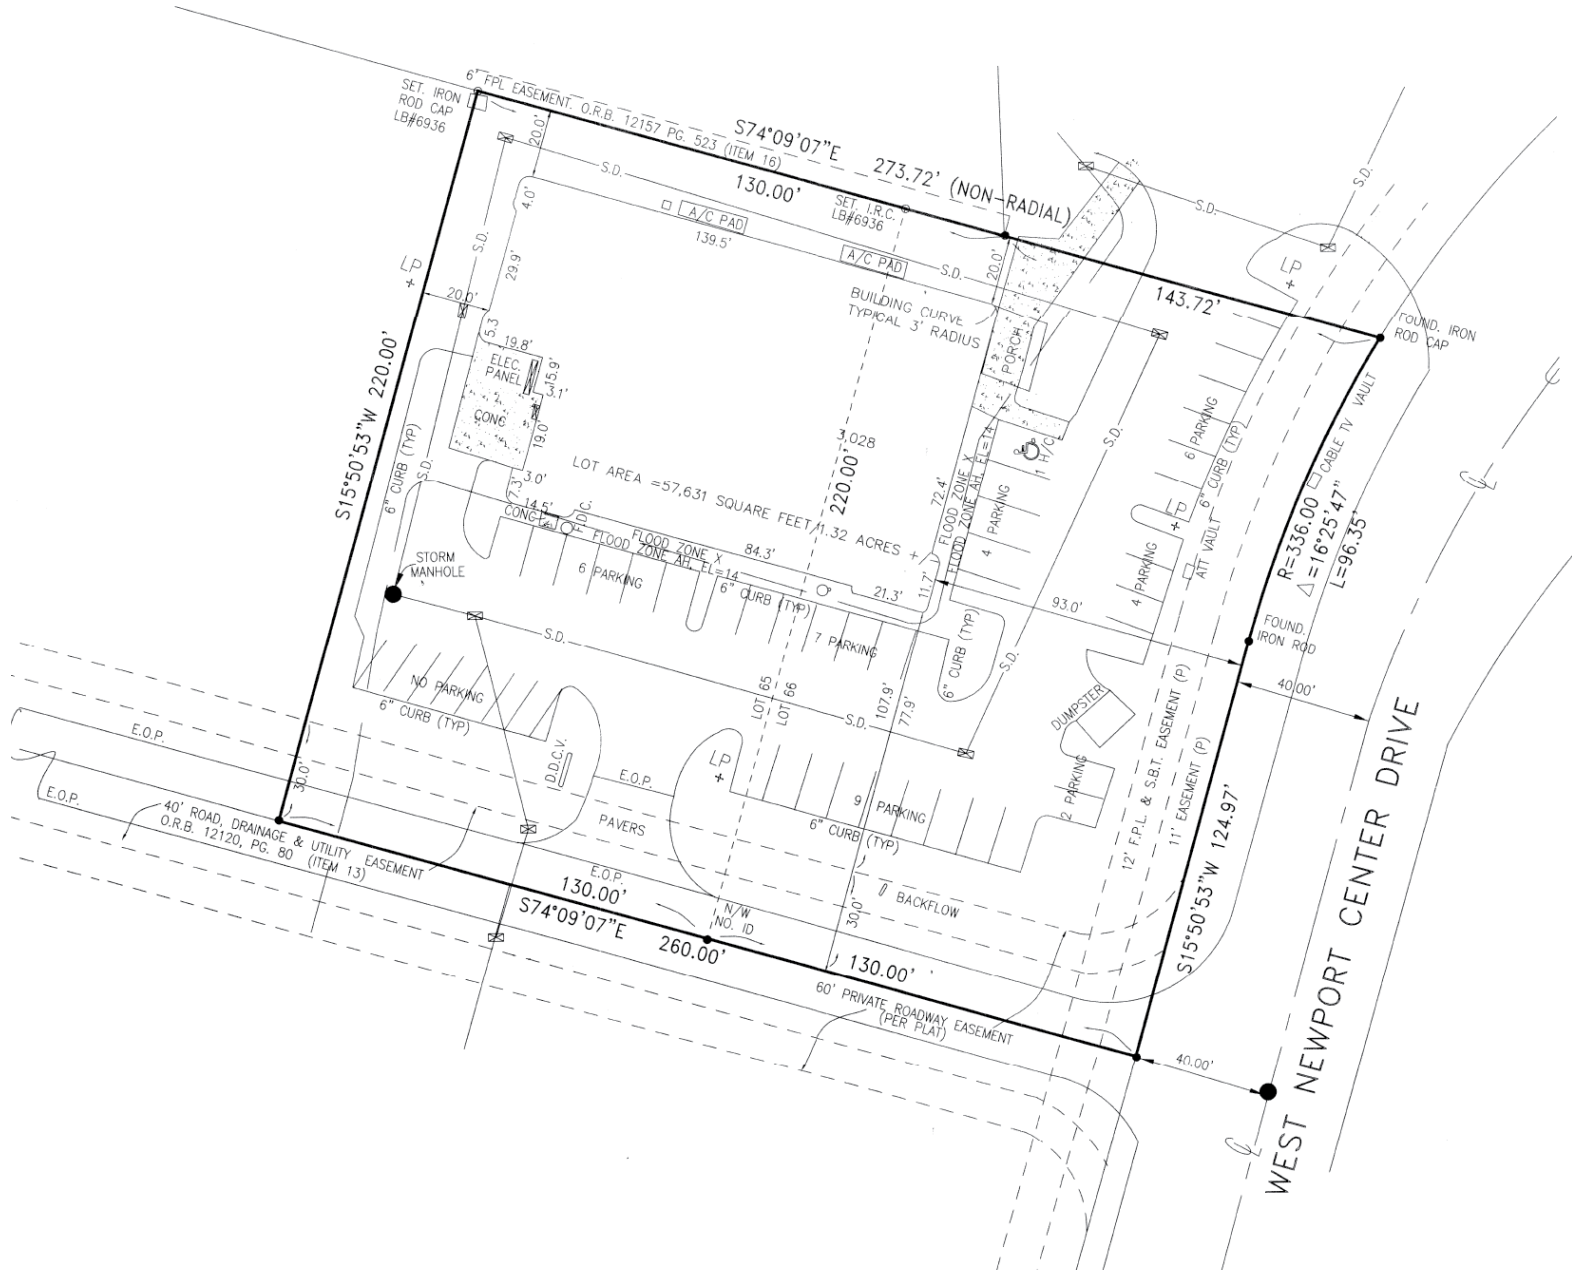 SET. IRON
ROD CAP
LB#6936
6' FPL EASEMENT. O.R.B. 12157 PG. 523 (ITEM 16)
S74°09'07"E
273.72' (NON-RADIAL)
130.00'
SET. I.R.C.
LB#6936
20.0'
S.D.
A/C PAD
139.5'
A/C PAD
S.D.
20.0'
S.D.
S.D.
LP
143.72'
FOUND. IRON
ROD CAP
4.0'
29.9'
S.D.
LP
20.0'
5.3
19.8'
ELEC.
PANEL
15.9'
3.1'
CONC
19.0'
BUILDING CURVE
TYPICAL 3' RADIUS
PORCH
S15°50'53"W 220.00'
6" CURB (TYP)
S.D.
7.3'
3.0'
14.5'
CONC
F.D.C.
LOT AREA =57,631 SQUARE FEET/1.32 ACRES +
3,028
220.00'
72.4'
FLOOD ZONE X
FLOOD ZONE AH, EL=14
1 H/C
4 PARKING
S.D.
6 PARKING
6" CURB (TYP)
CABLE TV VAULT
R=336.00
△=16°25'47"
L=96.35'
LP
ATT VAULT
4 PARKING
STORM
MANHOLE
FLOOD ZONE X
FLOOD ZONE AH, EL=14
84.3'
6 PARKING
6" CURB (TYP)
21.3'
11.7'
93.0'
FOUND.
IRON ROD
S.D.
7 PARKING
6" CURB (TYP)
S.D.
40.00'
NO PARKING
6" CURB (TYP)
LOT 65
LOT 66
S.D.
107.9'
77.9'
DUMPSTER
12' F.P.L. & S.B.T. EASEMENT (P)
11' EASEMENT (P)
E.O.P.
30.0'
D.D.C.V.
E.O.P.
LP
9 PARKING
6" CURB (TYP)
2 PARKING
S15°50'53"W 124.97'
WEST NEWPORT CENTER DRIVE
E.O.P.
40' ROAD, DRAINAGE & UTILITY EASEMENT
O.R.B. 12120, PG. 80 (ITEM 13)
PAVERS
E.O.P.
BACKFLOW
130.00'
S74°09'07"E
260.00'
N/W
NO. ID
30.0'
130.00'
60' PRIVATE ROADWAY EASEMENT
(PER PLAT)
40.00'